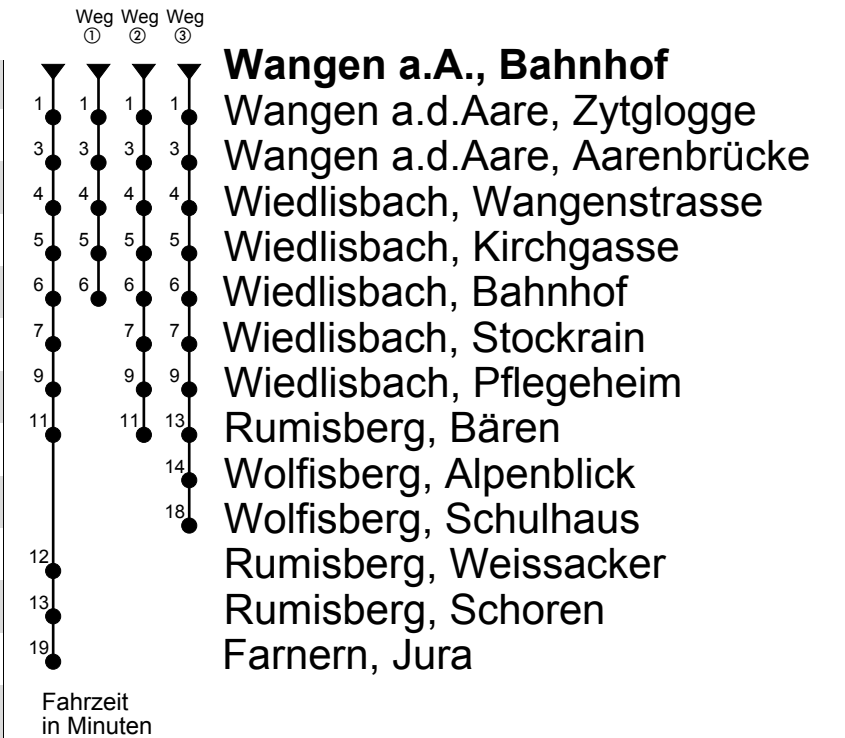 Weg Weg Weg
① ② ③
Wangen a.A., Bahnhof
1 1 1 1 Wangen a.d.Aare, Zytglogge
3 3 3 3 Wangen a.d.Aare, Aarenbrücke
4 4 4 4 Wiedlisbach, Wangenstrasse
5 5 5 5 Wiedlisbach, Kirchgasse
6 6 6 6 Wiedlisbach, Bahnhof
7 7 7 Wiedlisbach, Stockrain
9 9 9 Wiedlisbach, Pflegeheim
11 11 13 Rumisberg, Bären
14 Wolfisberg, Alpenblick
18 Wolfisberg, Schulhaus
12 Rumisberg, Weissacker
13 Rumisberg, Schoren
19 Farnern, Jura
Fahrzeit
in Minuten